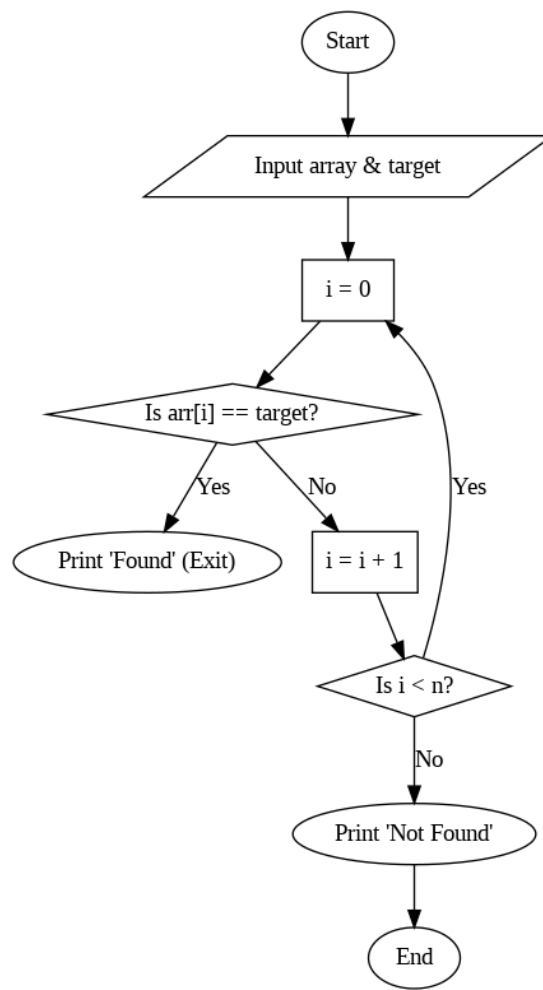 Start
Input array & target
i = 0
Is arr[i] == target?
Yes
No
Yes
Print 'Found' (Exit)
i = i + 1
Is i < n?
No
Print 'Not Found'
End